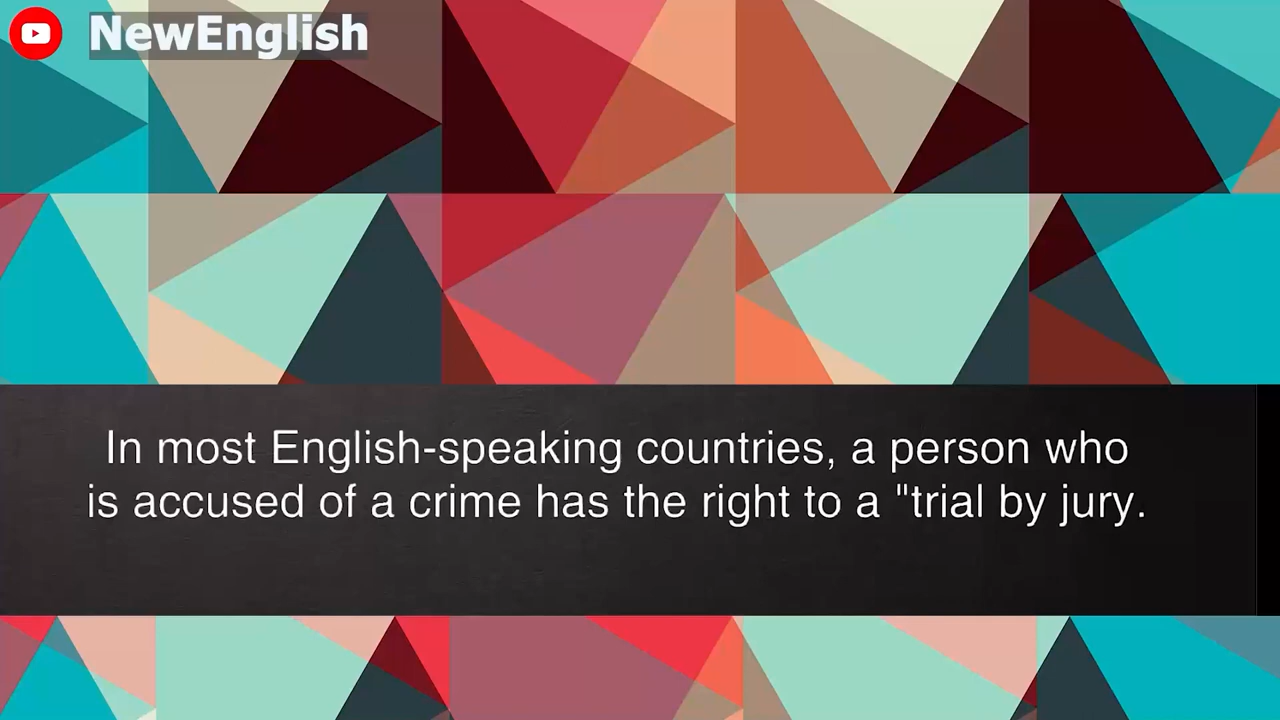 NewEnglish
In most English-speaking countries, a person who
is accused of a crime has the right to a "trial by jury.